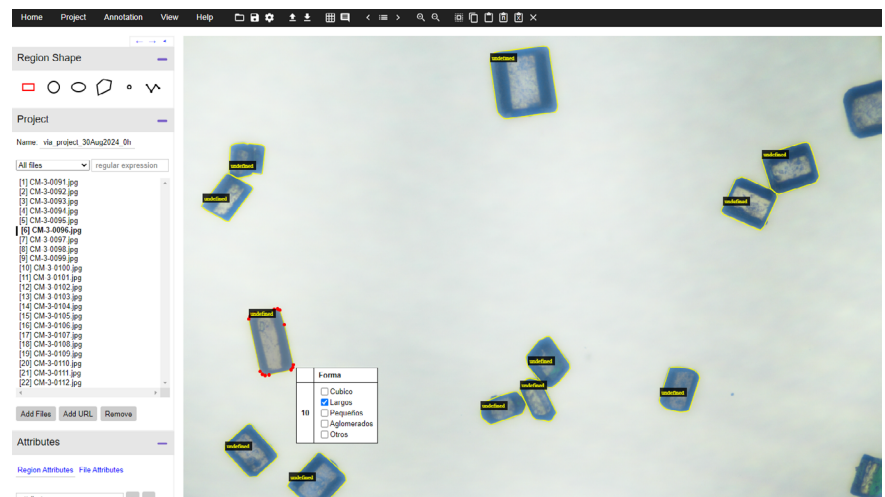 Home Project Annotation View Help
Region Shape
Project
Name: via_project_30Aug2024_0h
All files regular expression
[1] CM-3-0091.jpg
[2] CM-3-0092.jpg
[3] CM-3-0093.jpg
[4] CM-3-0094.jpg
[5] CM-3-0095.jpg
[6] CM-3-0096.jpg
[7] CM-3-0097.jpg
[8] CM-3-0098.jpg
[9] CM-3-0099.jpg
[10] CM-3-0100.jpg
[11] CM-3-0101.jpg
[12] CM-3-0102.jpg
[13] CM-3-0103.jpg
[14] CM-3-0104.jpg
[15] CM-3-0105.jpg
[16] CM-3-0106.jpg
[17] CM-3-0107.jpg
[18] CM-3-0108.jpg
[19] CM-3-0109.jpg
[20] CM-3-0110.jpg
[21] CM-3-0111.jpg
[22] CM-3-0112.jpg
Add Files Add URL Remove
Attributes
Region Attributes File Attributes
undefined
undefined
undefined
undefined
undefined
undefined
undefined
undefined
undefined
undefined
undefined
undefined
Forma
Cubico
Largos
10 Pequeños
Aglomerados
Otros